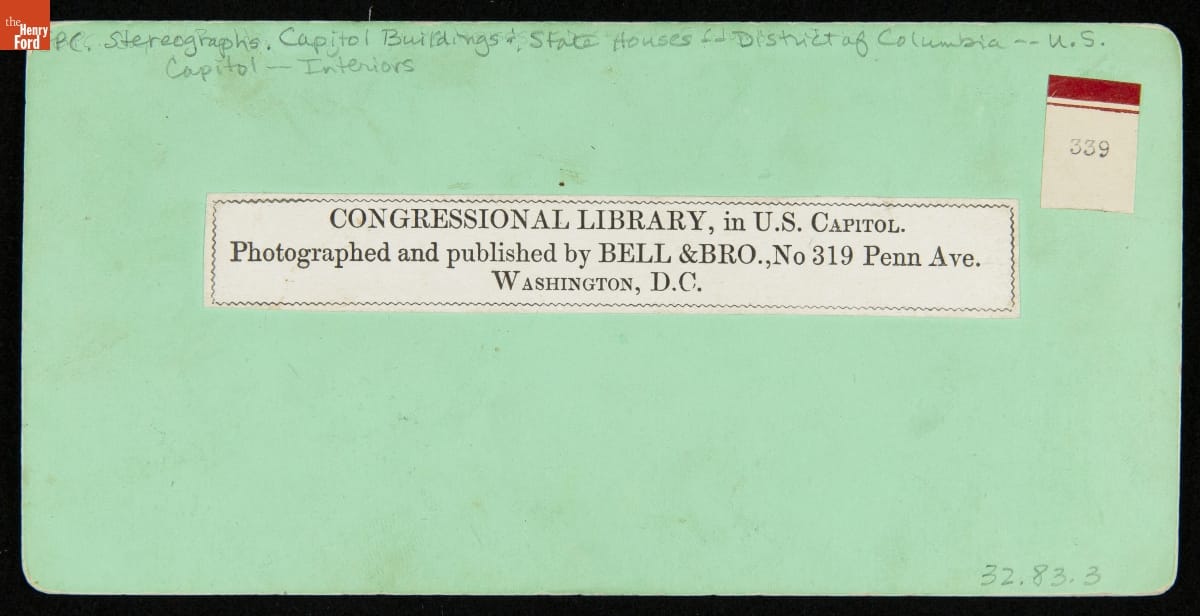 the
Henry
Ford
P.C. Stereographs. Capitol Buildings &, State Houses -- District of Columbia -- U.S.
Capitol — Interiors
339
CONGRESSIONAL LIBRARY, in U.S. CAPITOL.
Photographed and published by BELL &BRO.,No 319 Penn Ave.
WASHINGTON, D.C.
32.83.3